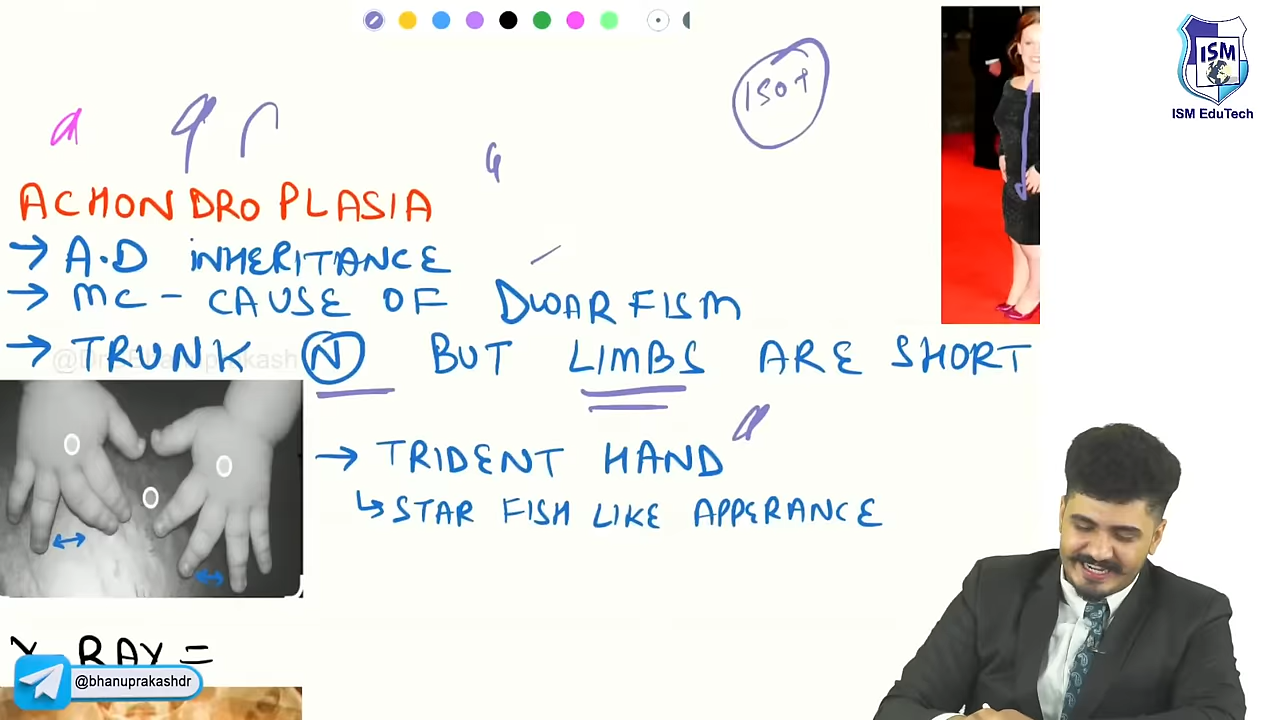 ISM
ISM EduTech
ACHONDROPLASIA
→ A.D INHERITANCE
→ MC - CAUSE OF DWARFISM
→ TRUNK N BUT LIMBS ARE SHORT
→ TRIDENT HAND
↳ STAR FISH LIKE APPERANCE
X RAY =
@bhanuprakashdr